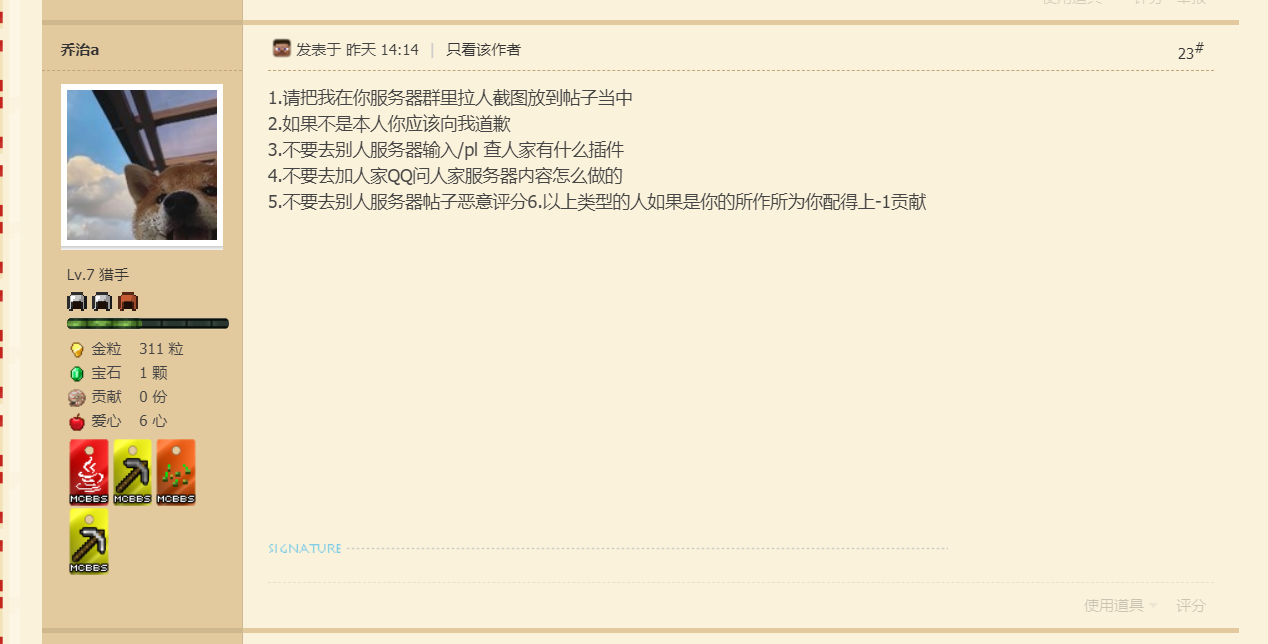 使用道具 评分 举报
乔治a
发表于 昨天 14:14 | 只看该作者
23#
1.请把我在你服务器群里拉人截图放到帖子当中
2.如果不是本人你应该向我道歉
3.不要去别人服务器输入/pl 查人家有什么插件
4.不要去加人家QQ问人家服务器内容怎么做的
5.不要去别人服务器帖子恶意评分6.以上类型的人如果是你的所作所为你配得上-1贡献
Lv.7 猎手
金粒 311 粒
宝石 1 颗
贡献 0 份
爱心 6 心
MCBBS MCBBS MCBBS
MCBBS
SIGNATURE
使用道具 评分